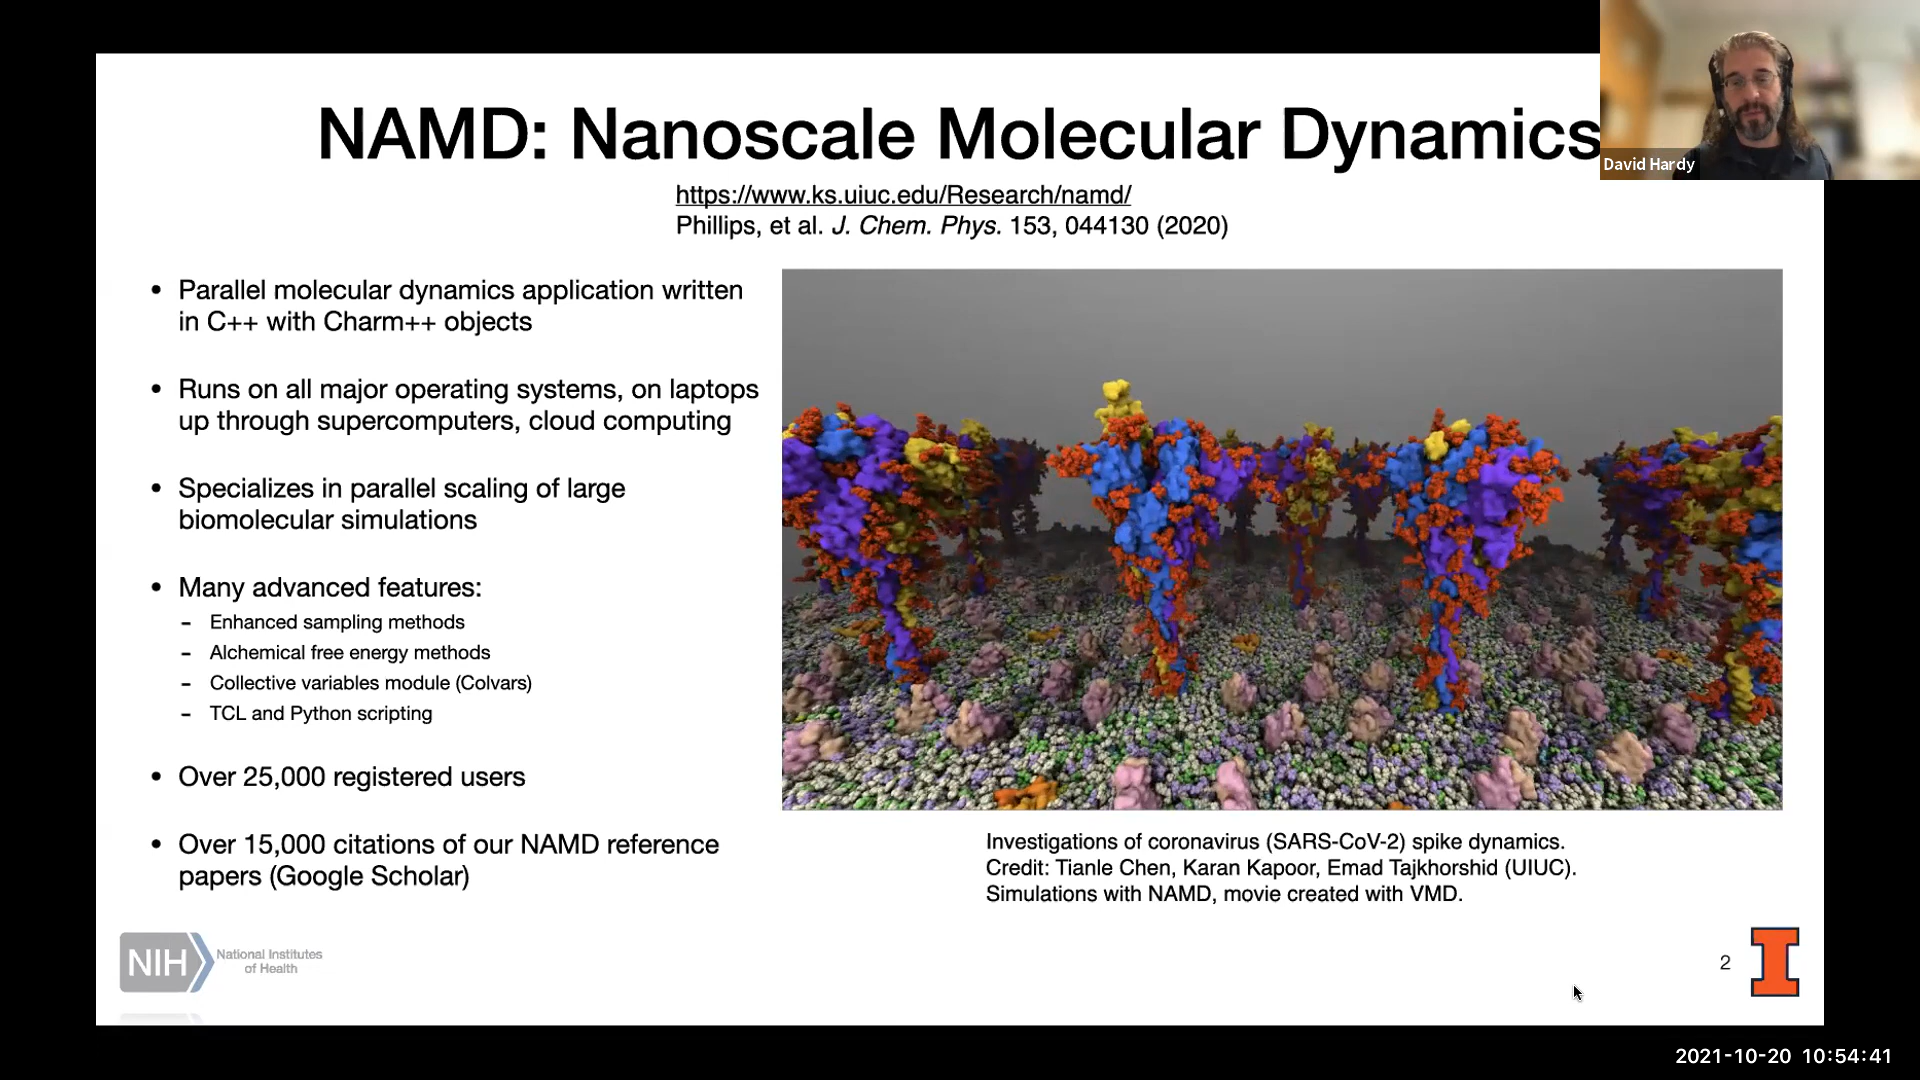 NAMD: Nanoscale Molecular Dynamics
David Hardy
https://www.ks.uiuc.edu/Research/namd/
Phillips, et al. J. Chem. Phys. 153, 044130 (2020)
• Parallel molecular dynamics application written
in C++ with Charm++ objects
• Runs on all major operating systems, on laptops
up through supercomputers, cloud computing
• Specializes in parallel scaling of large
biomolecular simulations
• Many advanced features:
- Enhanced sampling methods
- Alchemical free energy methods
- Collective variables module (Colvars)
- TCL and Python scripting
• Over 25,000 registered users
• Over 15,000 citations of our NAMD reference
papers (Google Scholar)
Investigations of coronavirus (SARS-CoV-2) spike dynamics.
Credit: Tianle Chen, Karan Kapoor, Emad Tajkhorshid (UIUC).
Simulations with NAMD, movie created with VMD.
NIH
National Institutes
of Health
2
I
2021-10-20 10:54:41